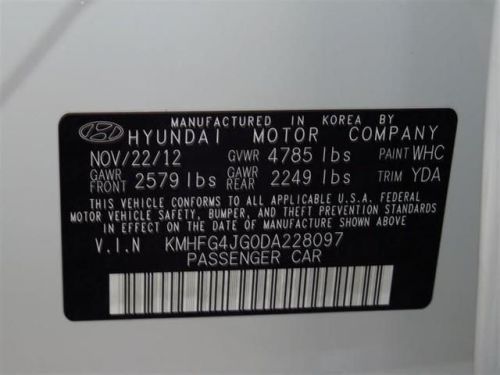 MANUFACTURED IN KOREA BY
HYUNDAI MOTOR COMPANY
NOV/22/12 GVWR 4785 lbs PAINT WHC
GAWR FRONT 2579 lbs GAWR REAR 2249 lbs TRIM YDA
THIS VEHICLE CONFORMS TO ALL APPLICABLE U.S.A. FEDERAL
MOTOR VEHICLE SAFETY, BUMPER, AND THEFT PREVENTION STANDARDS
IN EFFECT ON THE DATE OF MANUFACTURE SHOWN ABOVE.
V.I.N KMHFG4JG0DA228097
PASSENGER CAR